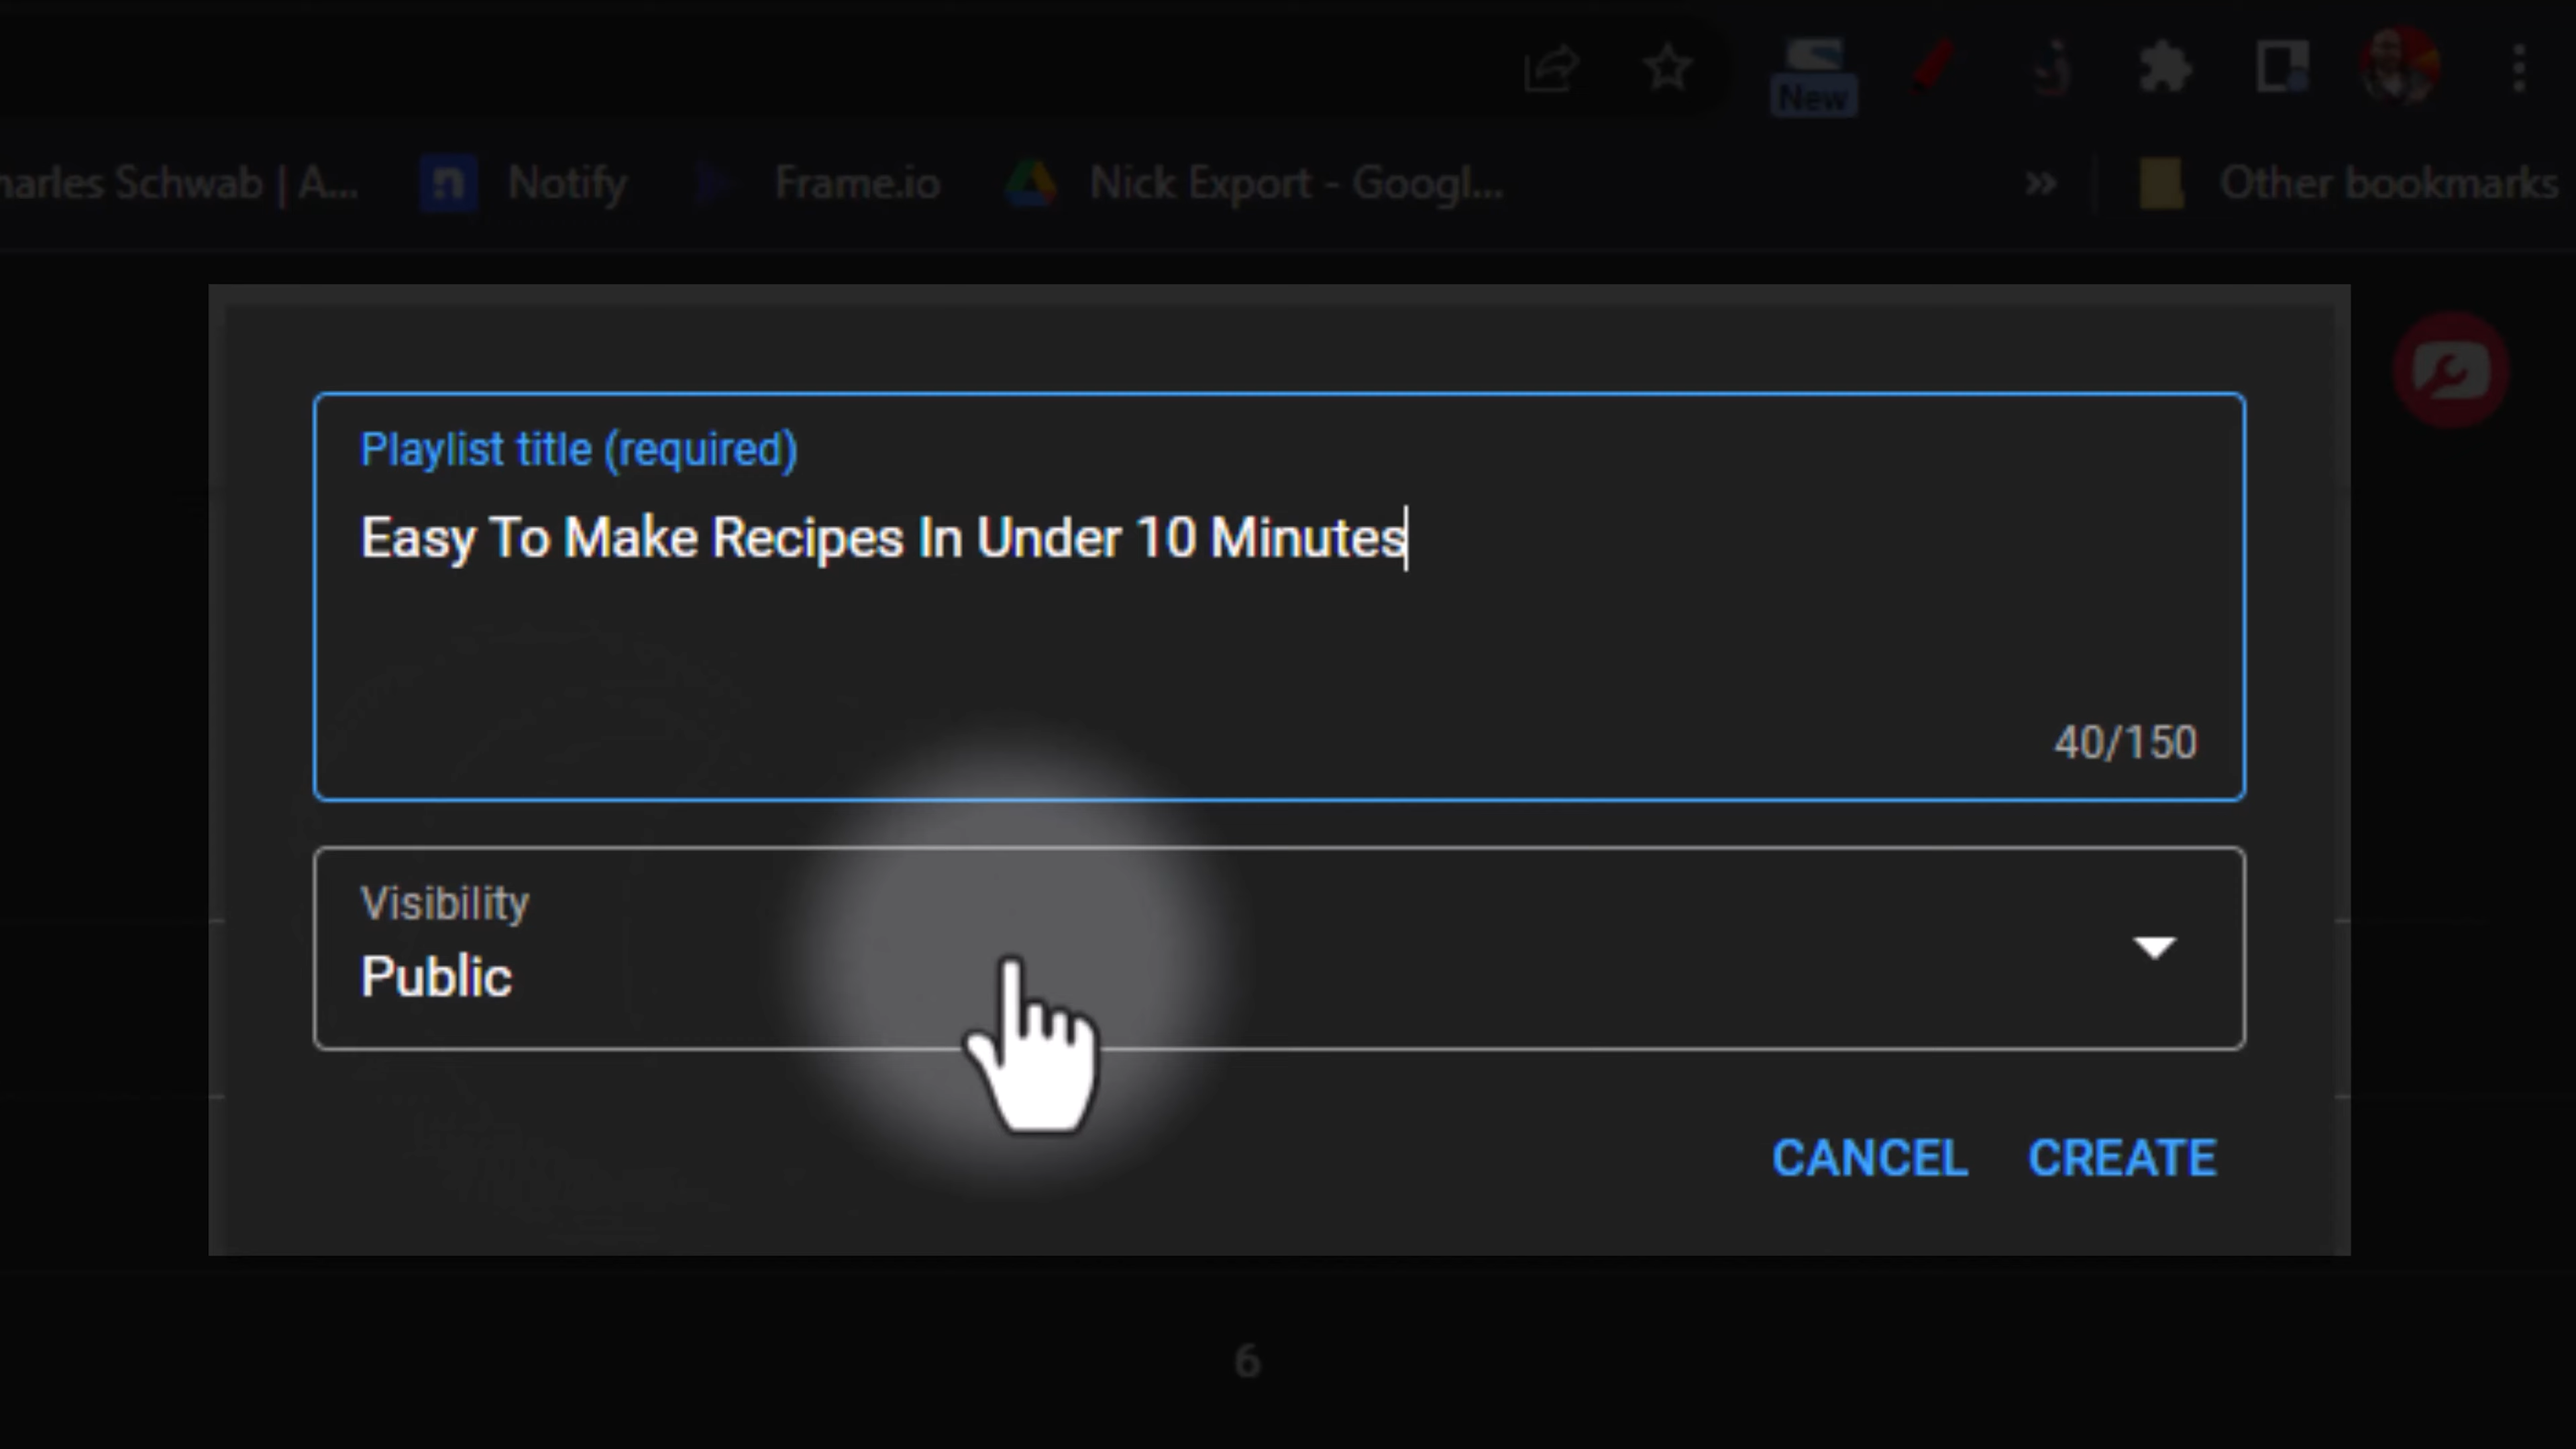 New
harles Schwab | A... Notify Frame.io Nick Export - Googl... » Other bookmarks
Playlist title (required)
Easy To Make Recipes In Under 10 Minutes
40/150
Visibility
Public
CANCEL CREATE
6